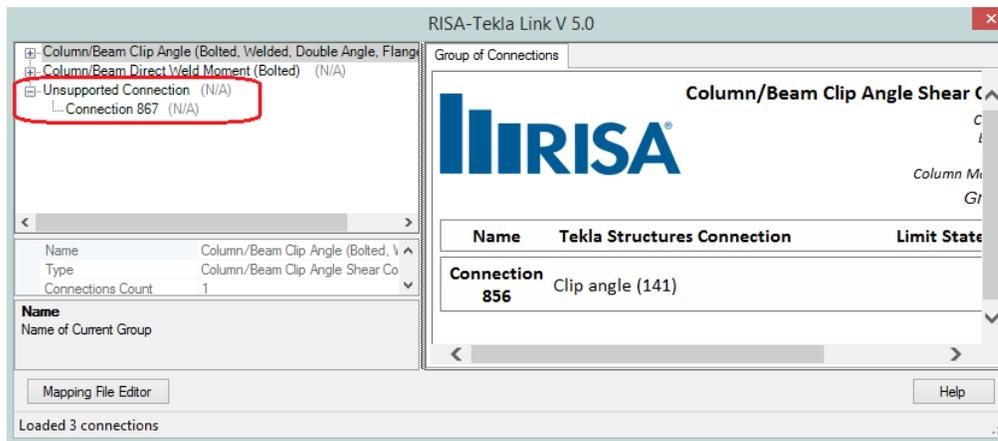 RISA-Tekla Link V 5.0
Column/Beam Clip Angle (Bolted, Welded, Double Angle, Flange
Column/Beam Direct Weld Moment (Bolted) (N/A)
Unsupported Connection (N/A)
Connection 867 (N/A)
Name Column/Beam Clip Angle (Bolted,
Type Column/Beam Clip Angle Shear Co
Connections Count 1
Name
Name of Current Group
Group of Connections
Column/Beam Clip Angle Shear
RISA®
Column
Name Tekla Structures Connection Limit State
Connection
856
Clip angle (141)
Mapping File Editor
Help
Loaded 3 connections